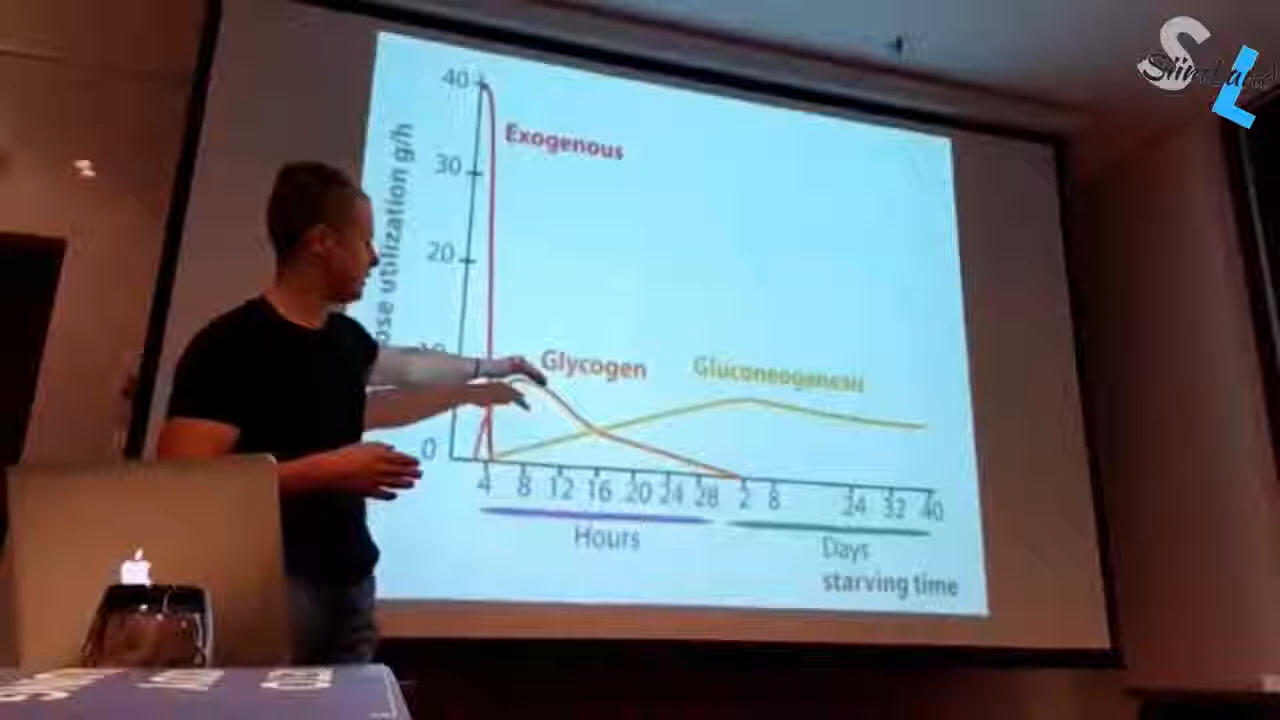 SiimLand
40
Exogenous
30
20
Glycogen
Gluconeogenesis
0
4 8 12 16 20 24 28 2 8 24 32 40
Hours
Days
starving time
utilization g/h